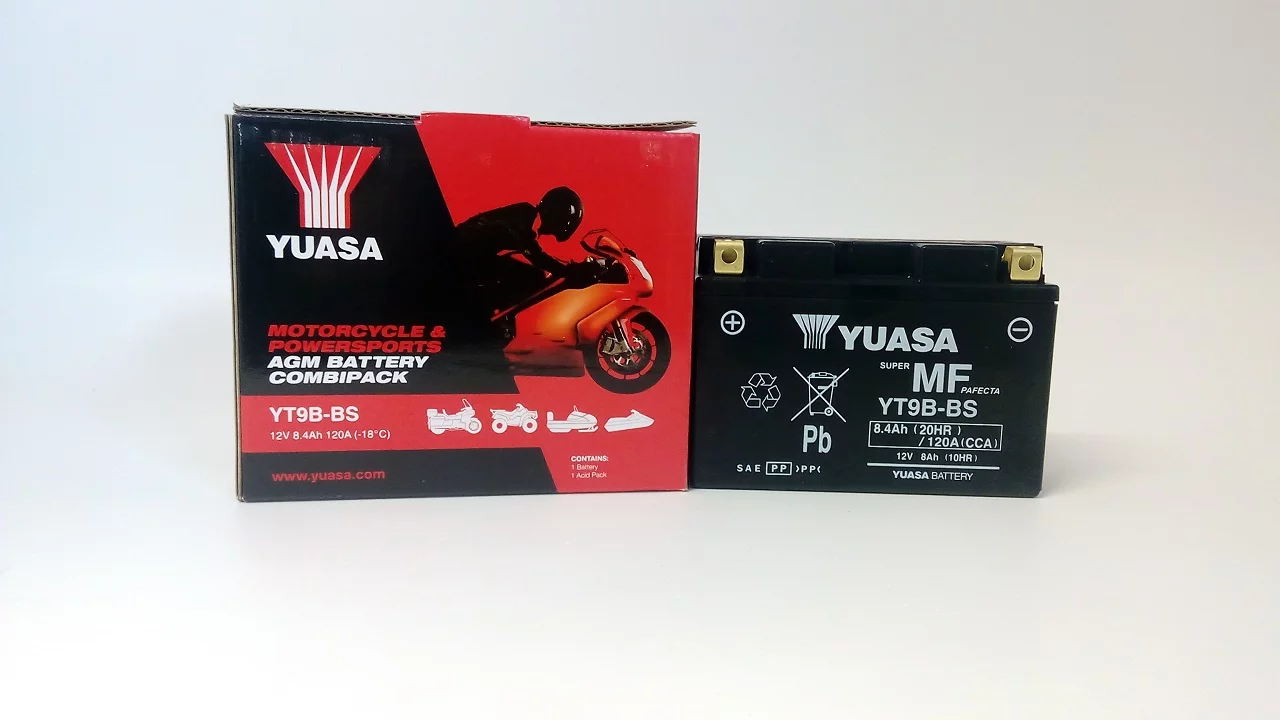 YUASA
MOTORCYCLE &
POWERSPORTS
AGM BATTERY
COMBIPACK
YT9B-BS
12V 8.4Ah 120A (-18°C)
CONTAINS:
1 Battery
1 Acid Pack
www.yuasa.com
YUASA
SUPER MF PAFECTA
YT9B-BS
8.4Ah (20HR)
/120A(CCA)
12V 8Ah (10HR)
YUASA BATTERY
Pb
SAE PP >PP<